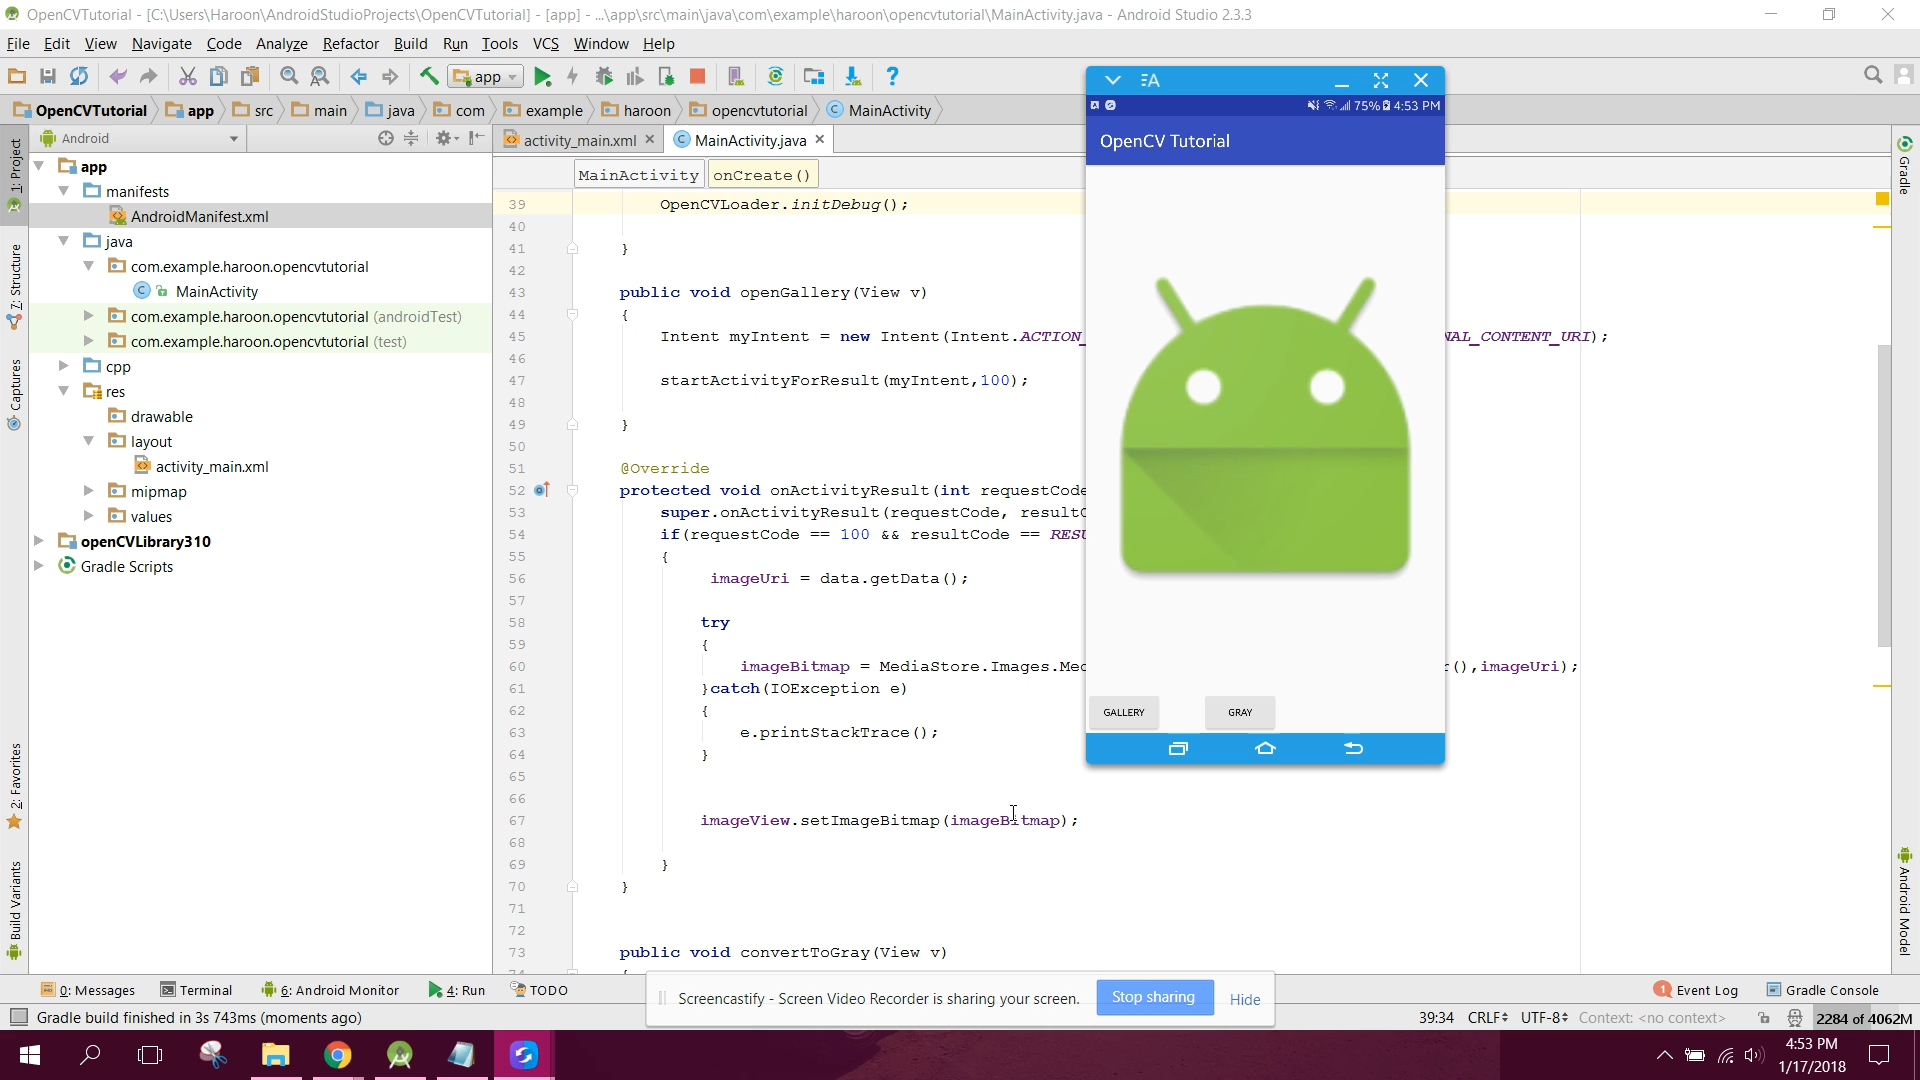 OpenCVTutorial - [C:\Users\Haroon\AndroidStudioProjects\OpenCVTutorial] - [app] - ...\app\src\main\java\com\example\haroon\opencvtutorial\MainActivity.java - Android Studio 2.3.3
File Edit View Navigate Code Analyze Refactor Build Run Tools VCS Window Help
app
OpenCVTutorial app src main java com example haroon opencvtutorial MainActivity
Android
activity_main.xml MainActivity.java
MainActivity onCreate()
1: Project
7: Structure
Captures
2: Favorites
Build Variants
app
manifests
AndroidManifest.xml
java
com.example.haroon.opencvtutorial
MainActivity
com.example.haroon.opencvtutorial (androidTest)
com.example.haroon.opencvtutorial (test)
cpp
res
drawable
layout
activity_main.xml
mipmap
values
openCVLibrary310
Gradle Scripts
39 OpenCVLoader.initDebug();
40
41 }
42
43 public void openGallery(View v)
44 {
45 Intent myIntent = new Intent(Intent.ACTION_ NAL_CONTENT_URI);
46
47 startActivityForResult(myIntent,100);
48
49 }
50
51 @Override
52 protected void onActivityResult(int requestCode
53 super.onActivityResult(requestCode, resultC
54 if(requestCode == 100 && resultCode == RESU
55 {
56 imageUri = data.getData();
57
58 try
59 {
60 imageBitmap = MediaStore.Images.Med r(),imageUri);
61 }catch(IOException e)
62 {
63 e.printStackTrace();
64 }
65
66
67 imageView.setImageBitmap(imageBitmap);
68
69 }
70 }
71
72
73 public void convertToGray(View v)
74 {
A
75% 4:53 PM
OpenCV Tutorial
GALLERY GRAY
Gradle
Android Model
0: Messages Terminal 6: Android Monitor 4: Run TODO
Screencastify - Screen Video Recorder is sharing your screen. Stop sharing Hide
1 Event Log Gradle Console
Gradle build finished in 3s 743ms (moments ago)
39:34 CRLF UTF-8 Context: <no context> 2284 of 4062M
4:53 PM
1/17/2018